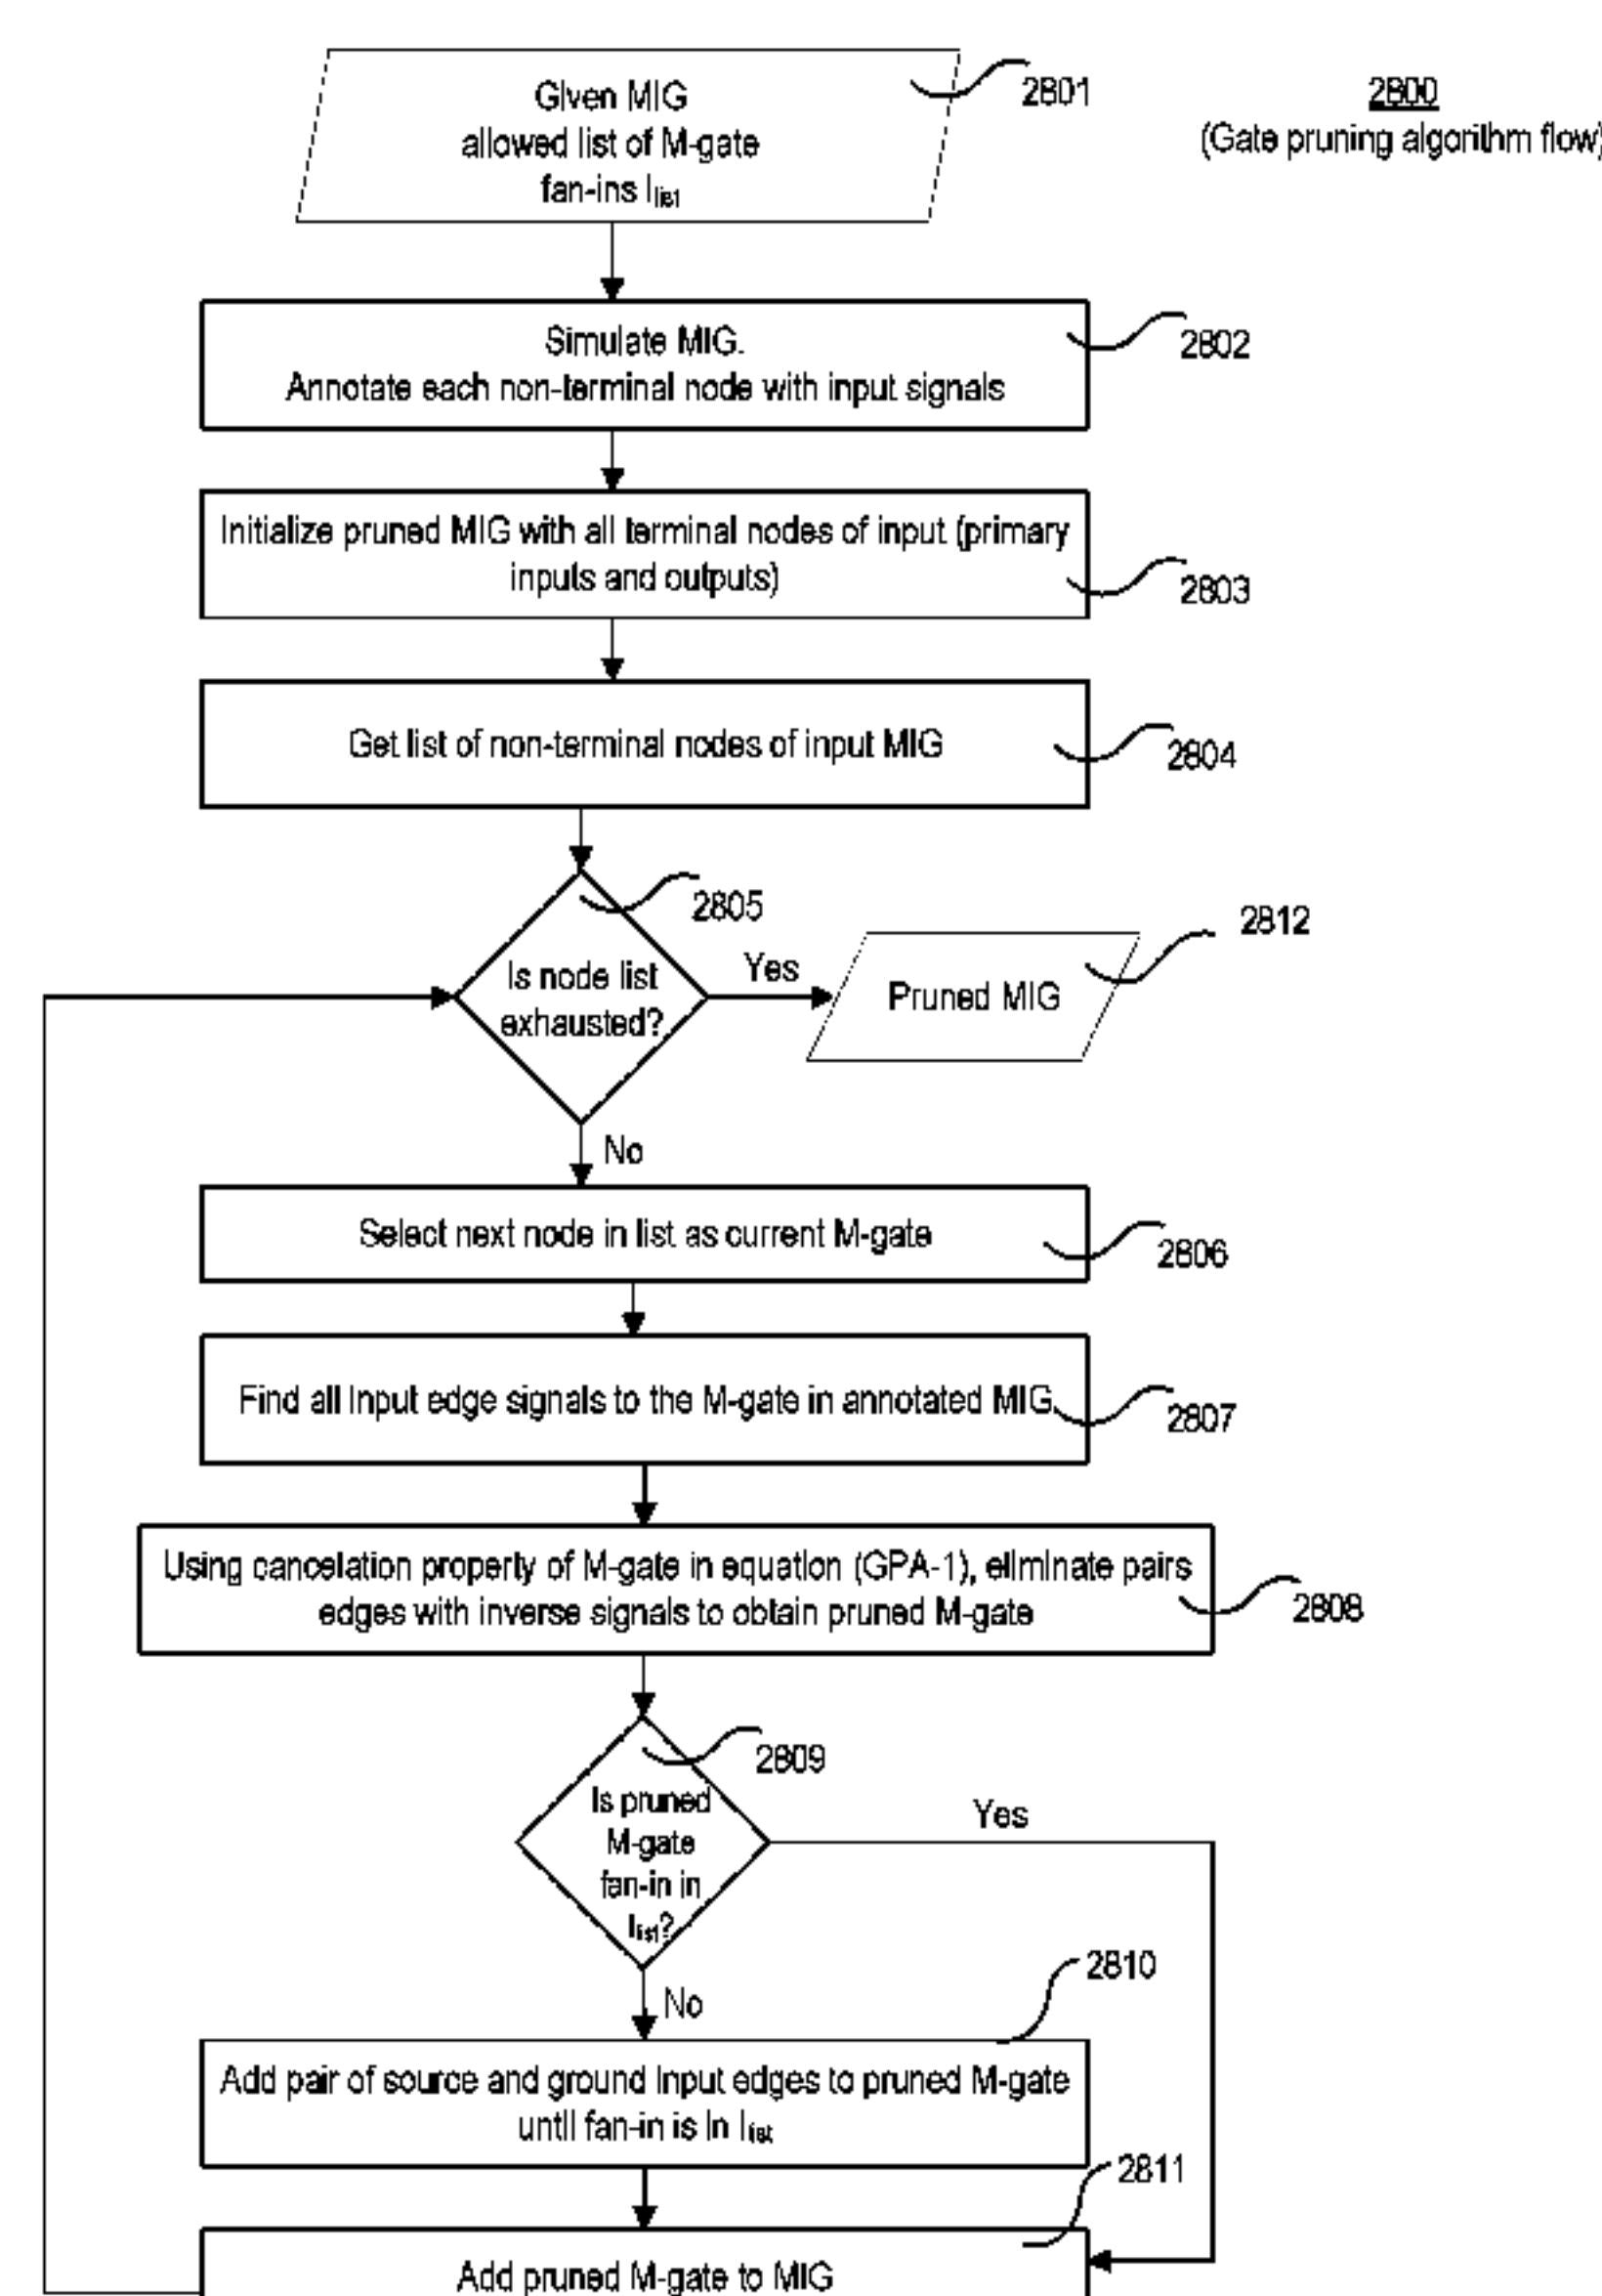 Given MIG
allowed list of M-gate
fan-ins Ilist
2801
2800
(Gate pruning algorithm flow)
Simulate MIG.
Annotate each non-terminal node with input signals
2802
Initialize pruned MIG with all terminal nodes of input (primary
inputs and outputs)
2803
Get list of non-terminal nodes of input MIG
2804
2805
Is node list
exhausted?
Yes
2812
Pruned MIG
No
Select next node in list as current M-gate
2806
Find all Input edge signals to the M-gate in annotated MIG
2807
Using cancelation property of M-gate in equation (GPA-1), eliminate pairs
edges with inverse signals to obtain pruned M-gate
2808
2809
Is pruned
M-gate
fan-in in
Ilist?
Yes
No
2810
Add pair of source and ground Input edges to pruned M-gate
until fan-in is In Ilist
2811
Add pruned M-gate to MIG